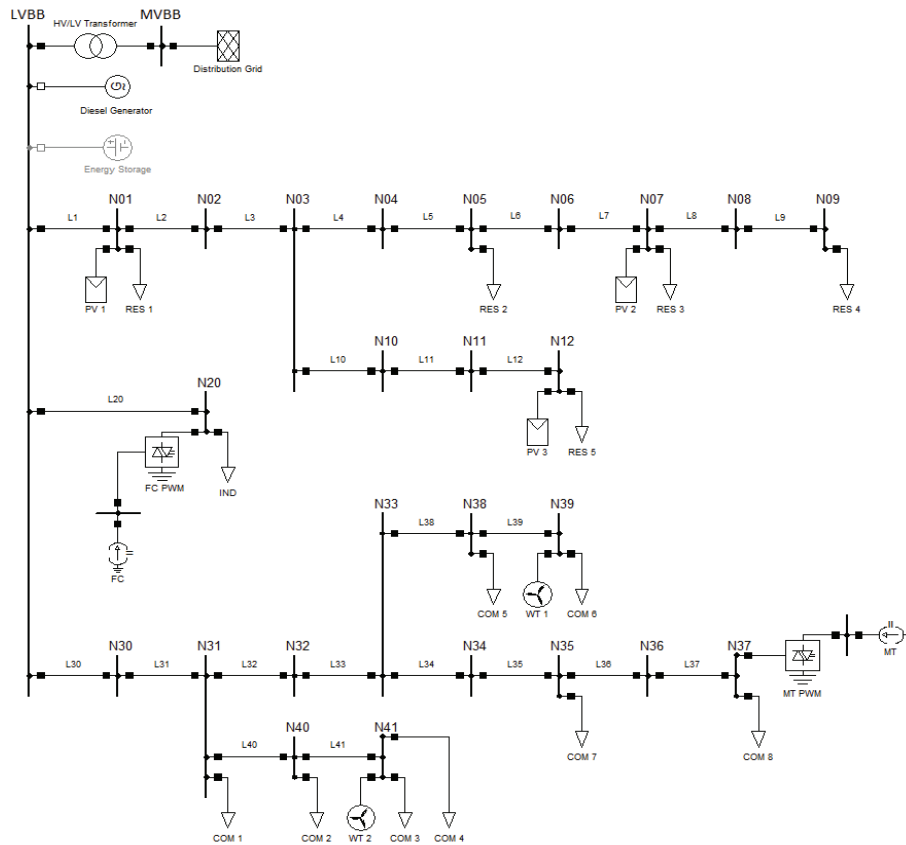 LVBB
HV/LV Transformer
MVBB
Distribution Grid
Diesel Generator
Energy Storage
N01
N02
N03
N04
N05
N06
N07
N08
N09
L1
L2
L3
L4
L5
L6
L7
L8
L9
PV 1
RES 1
RES 2
PV 2
RES 3
RES 4
N10
N11
N12
L10
L11
L12
PV 3
RES 5
N20
L20
FC PWM
IND
FC
N33
N38
N39
L38
L39
COM 5
WT 1
COM 6
N30
N31
N32
N34
N35
N36
N37
L30
L31
L32
L33
L34
L35
L36
L37
MT
MT PWM
COM 7
COM 8
N40
N41
L40
L41
COM 1
COM 2
WT 2
COM 3
COM 4